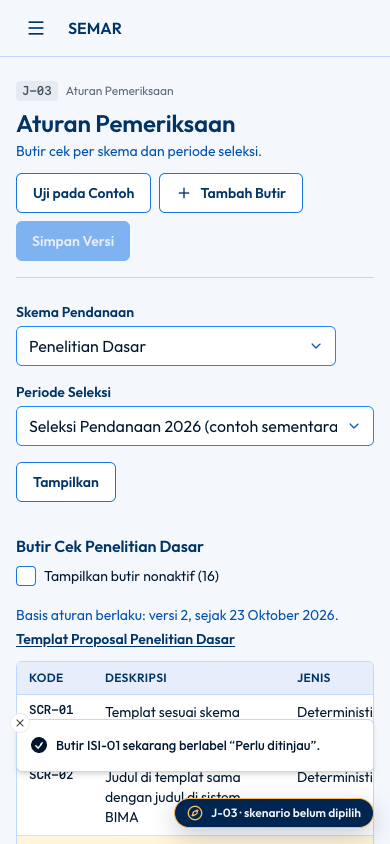 SEMAR
J-03 Aturan Pemeriksaan
Aturan Pemeriksaan
Butir cek per skema dan periode seleksi.
Uji pada Contoh
Tambah Butir
Simpan Versi
Skema Pendanaan
Penelitian Dasar
Periode Seleksi
Seleksi Pendanaan 2026 (contoh sementara
Tampilkan
Butir Cek Penelitian Dasar
Tampilkan butir nonaktif (16)
Basis aturan berlaku: versi 2, sejak 23 Oktober 2026.
Templat Proposal Penelitian Dasar
KODE DESKRIPSI JENIS
SCR-01 Templat sesuai skema Deterministi
Butir ISI-01 sekarang berlabel “Perlu ditinjau”.
SCR-02 Judul di templat sama Deterministi
dengan judul di sistem
BIMA
J-03 · skenario belum dipilih